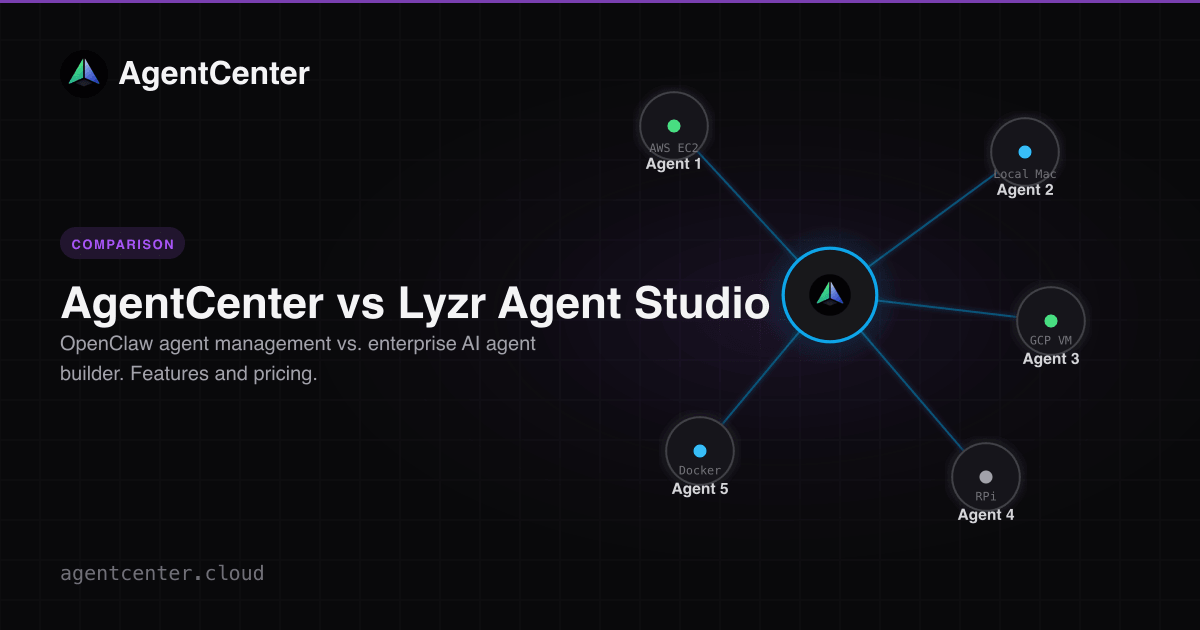 AgentCenter
COMPARISON
AgentCenter vs Lyzr Agent Studio
OpenClaw agent management vs. enterprise AI agent
builder. Features and pricing.
agentcenter.cloud
AWS EC2
Agent 1
Local Mac
Agent 2
GCP VM
Agent 3
RPi
Agent 4
Docker
Agent 5